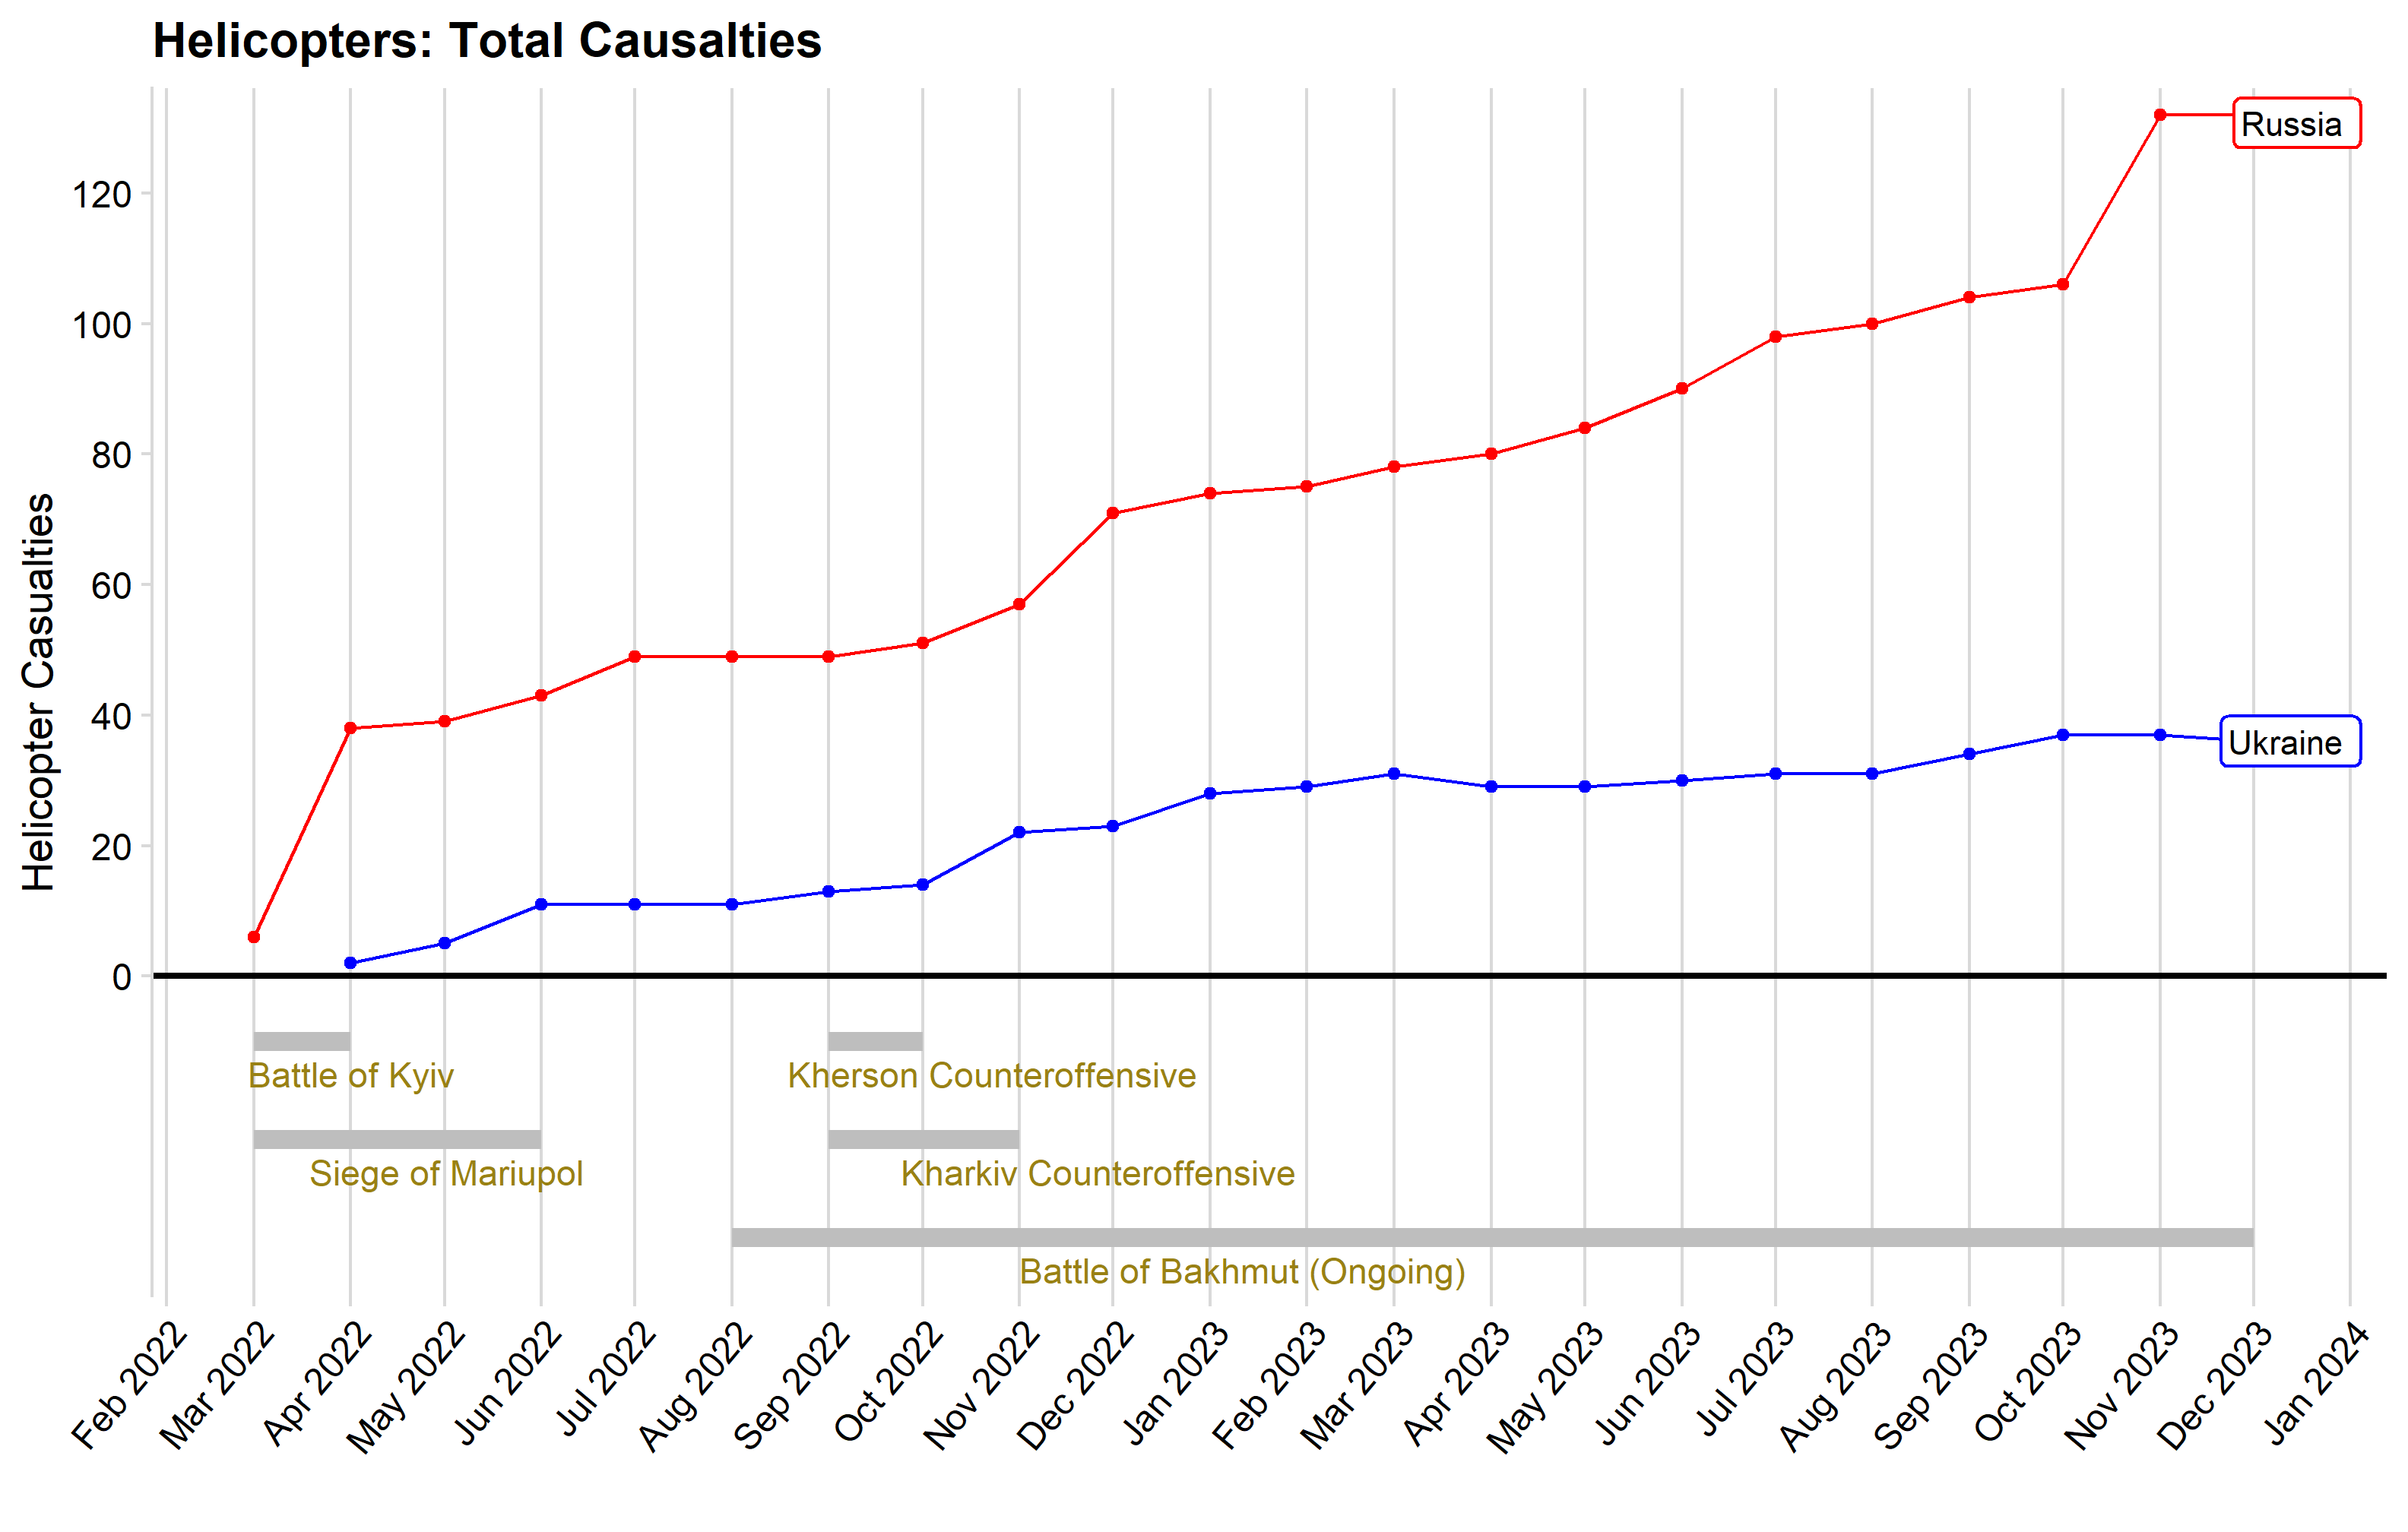 Helicopters: Total Causalties
Helicopter Casualties
120
100
80
60
40
20
0
Russia
Ukraine
Battle of Kyiv
Kherson Counteroffensive
Siege of Mariupol
Kharkiv Counteroffensive
Battle of Bakhmut (Ongoing)
Feb 2022
Mar 2022
Apr 2022
May 2022
Jun 2022
Jul 2022
Aug 2022
Sep 2022
Oct 2022
Nov 2022
Dec 2022
Jan 2023
Feb 2023
Mar 2023
Apr 2023
May 2023
Jun 2023
Jul 2023
Aug 2023
Sep 2023
Oct 2023
Nov 2023
Dec 2023
Jan 2024